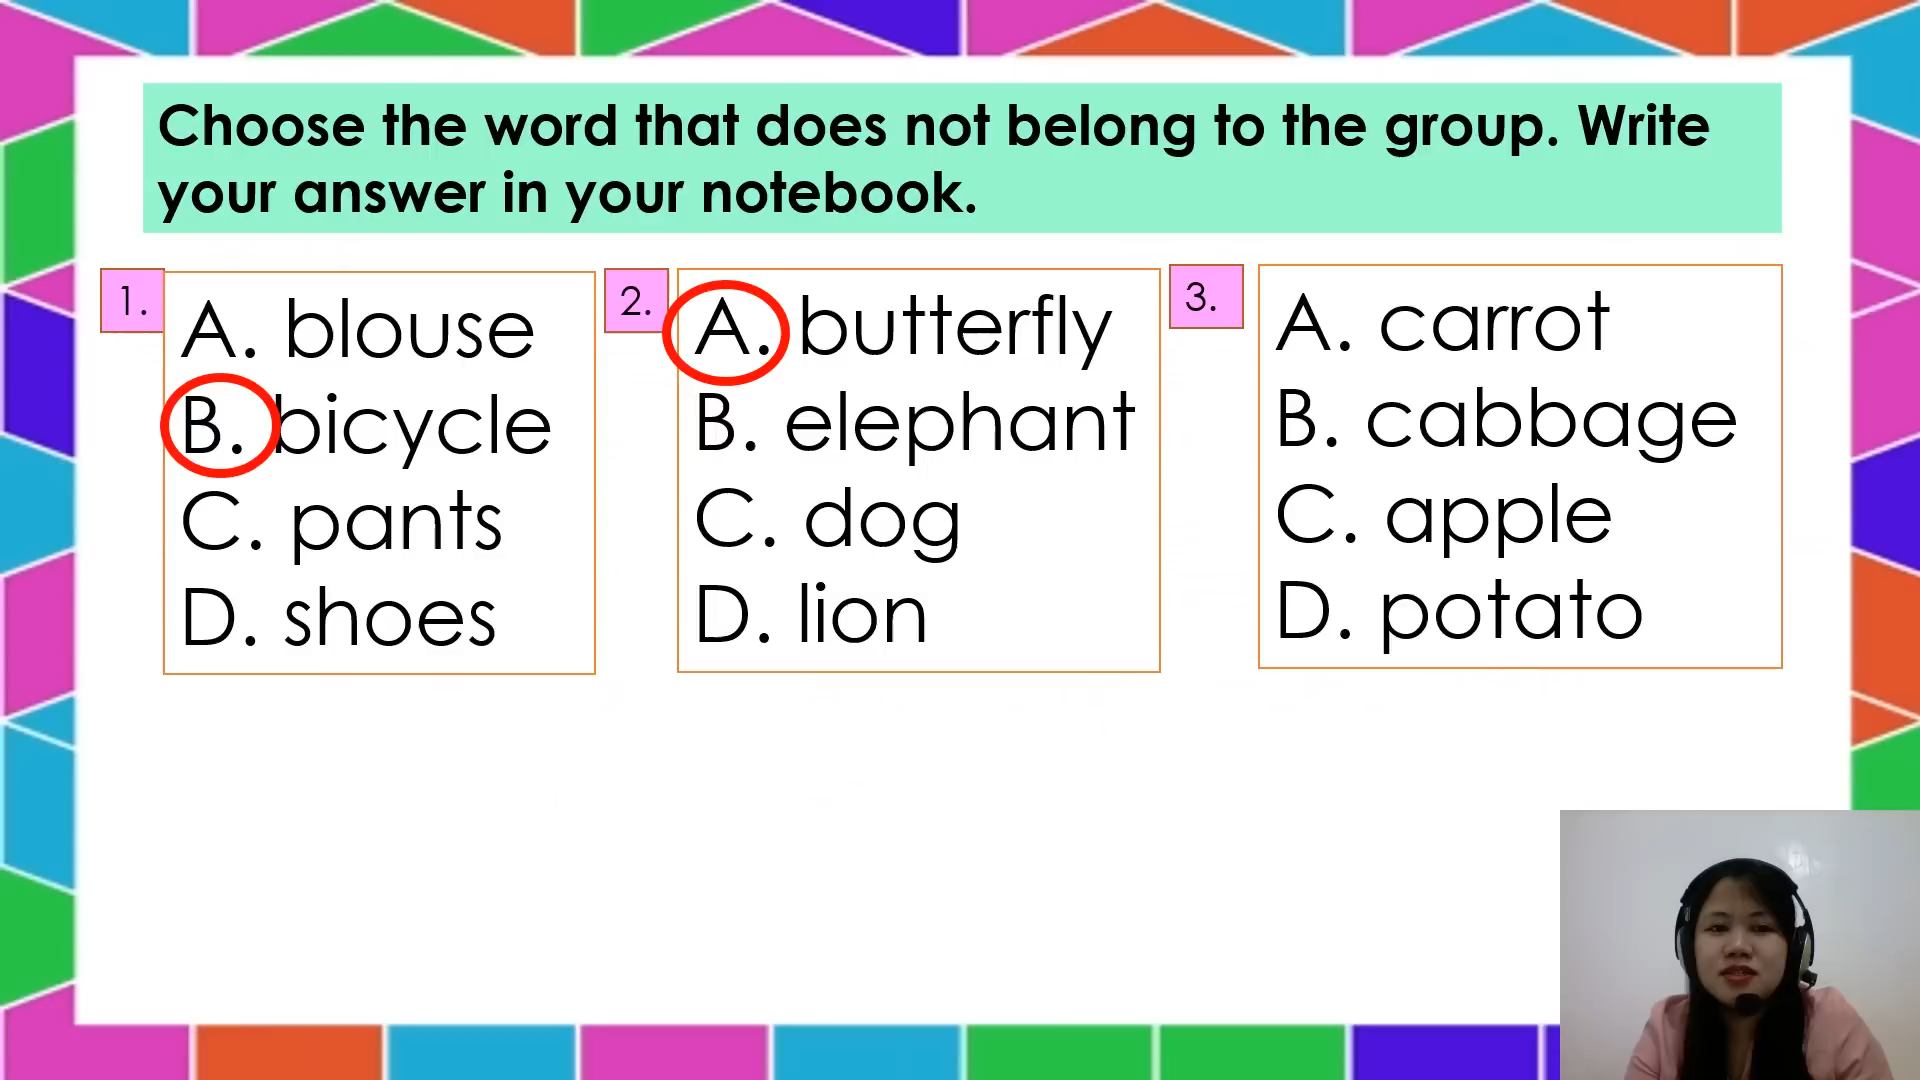 Choose the word that does not belong to the group. Write
your answer in your notebook.
1.
A. blouse
B. bicycle
C. pants
D. shoes
2.
A. butterfly
B. elephant
C. dog
D. lion
3.
A. carrot
B. cabbage
C. apple
D. potato